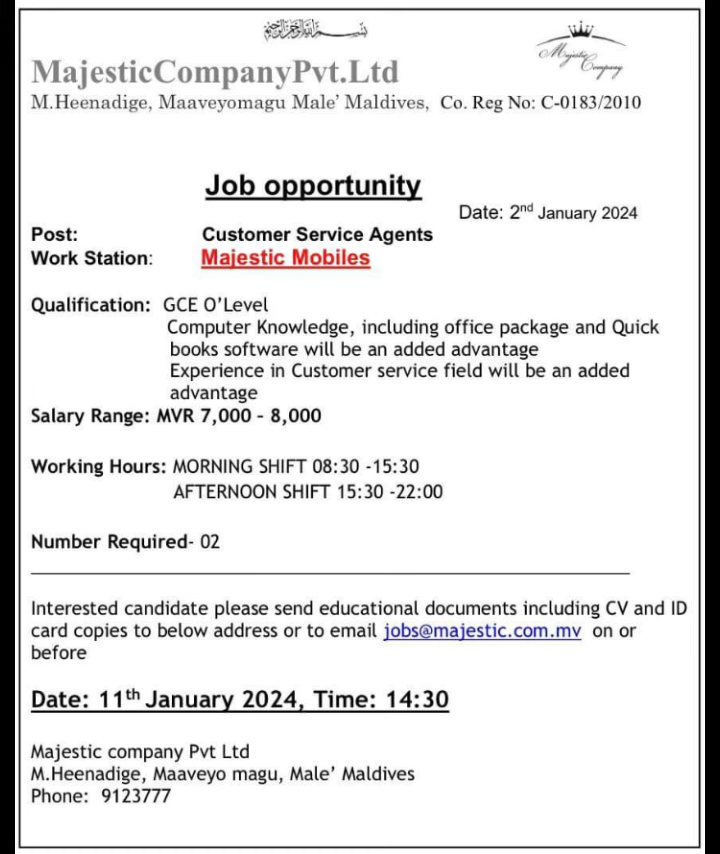 بسم الله الرحمن الرحيم
Majestic
Company
MajesticCompanyPvt.Ltd
M.Heenadige, Maaveyomagu Male’ Maldives, Co. Reg No: C-0183/2010
Job opportunity
Date: 2nd January 2024
Post: Customer Service Agents
Work Station: Majestic Mobiles
Qualification: GCE O’Level
Computer Knowledge, including office package and Quick
books software will be an added advantage
Experience in Customer service field will be an added
advantage
Salary Range: MVR 7,000 – 8,000
Working Hours: MORNING SHIFT 08:30 -15:30
AFTERNOON SHIFT 15:30 -22:00
Number Required- 02
Interested candidate please send educational documents including CV and ID
card copies to below address or to email jobs@majestic.com.mv on or
before
Date: 11th January 2024, Time: 14:30
Majestic company Pvt Ltd
M.Heenadige, Maaveyo magu, Male’ Maldives
Phone: 9123777